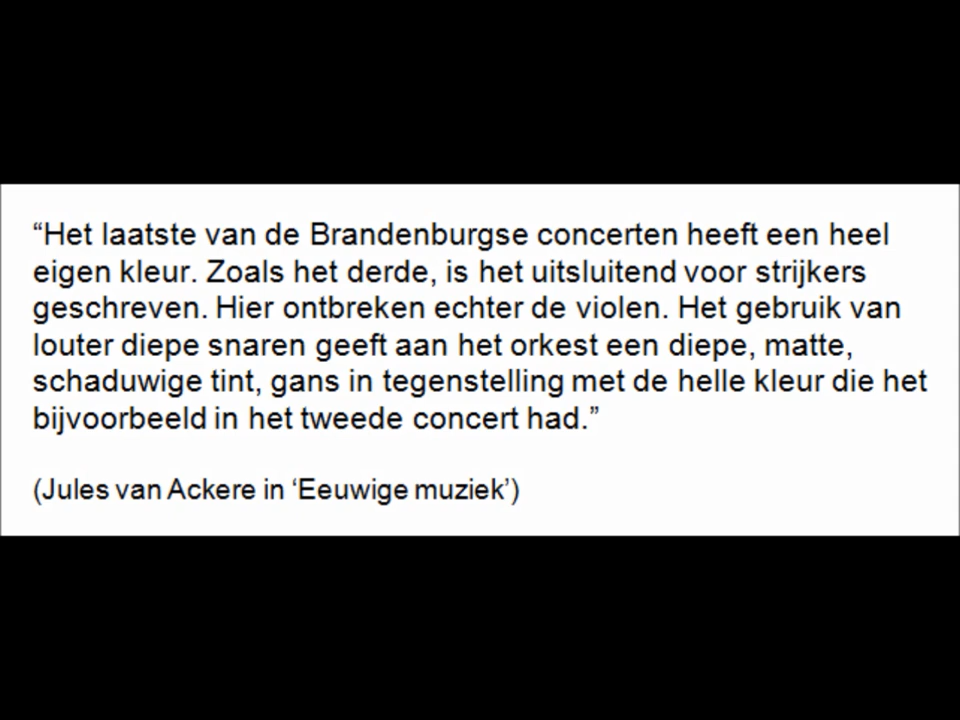 “Het laatste van de Brandenburgse concerten heeft een heel
eigen kleur. Zoals het derde, is het uitsluitend voor strijkers
geschreven. Hier ontbreken echter de violen. Het gebruik van
louter diepe snaren geeft aan het orkest een diepe, matte,
schaduwige tint, gans in tegenstelling met de helle kleur die het
bijvoorbeeld in het tweede concert had.”
(Jules van Ackere in ‘Eeuwige muziek’)